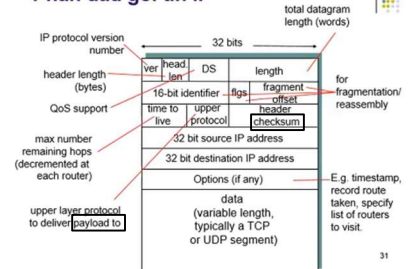 total datagram
length (words)
IP protocol version
number
32 bits
ver
head.
len
DS
length
header length
(bytes)
for
fragmentation/
reassembly
16-bit identifier
flgs
fragment
offset
QoS support
time to
live
upper
protocol
header
checksum
max number
remaining hops
(decremented at
each router)
32 bit source IP address
32 bit destination IP address
Options (if any)
E.g. timestamp,
record route
taken, specify
list of routers
to visit.
upper layer protocol
to deliver payload to
data
(variable length,
typically a TCP
or UDP segment)
31